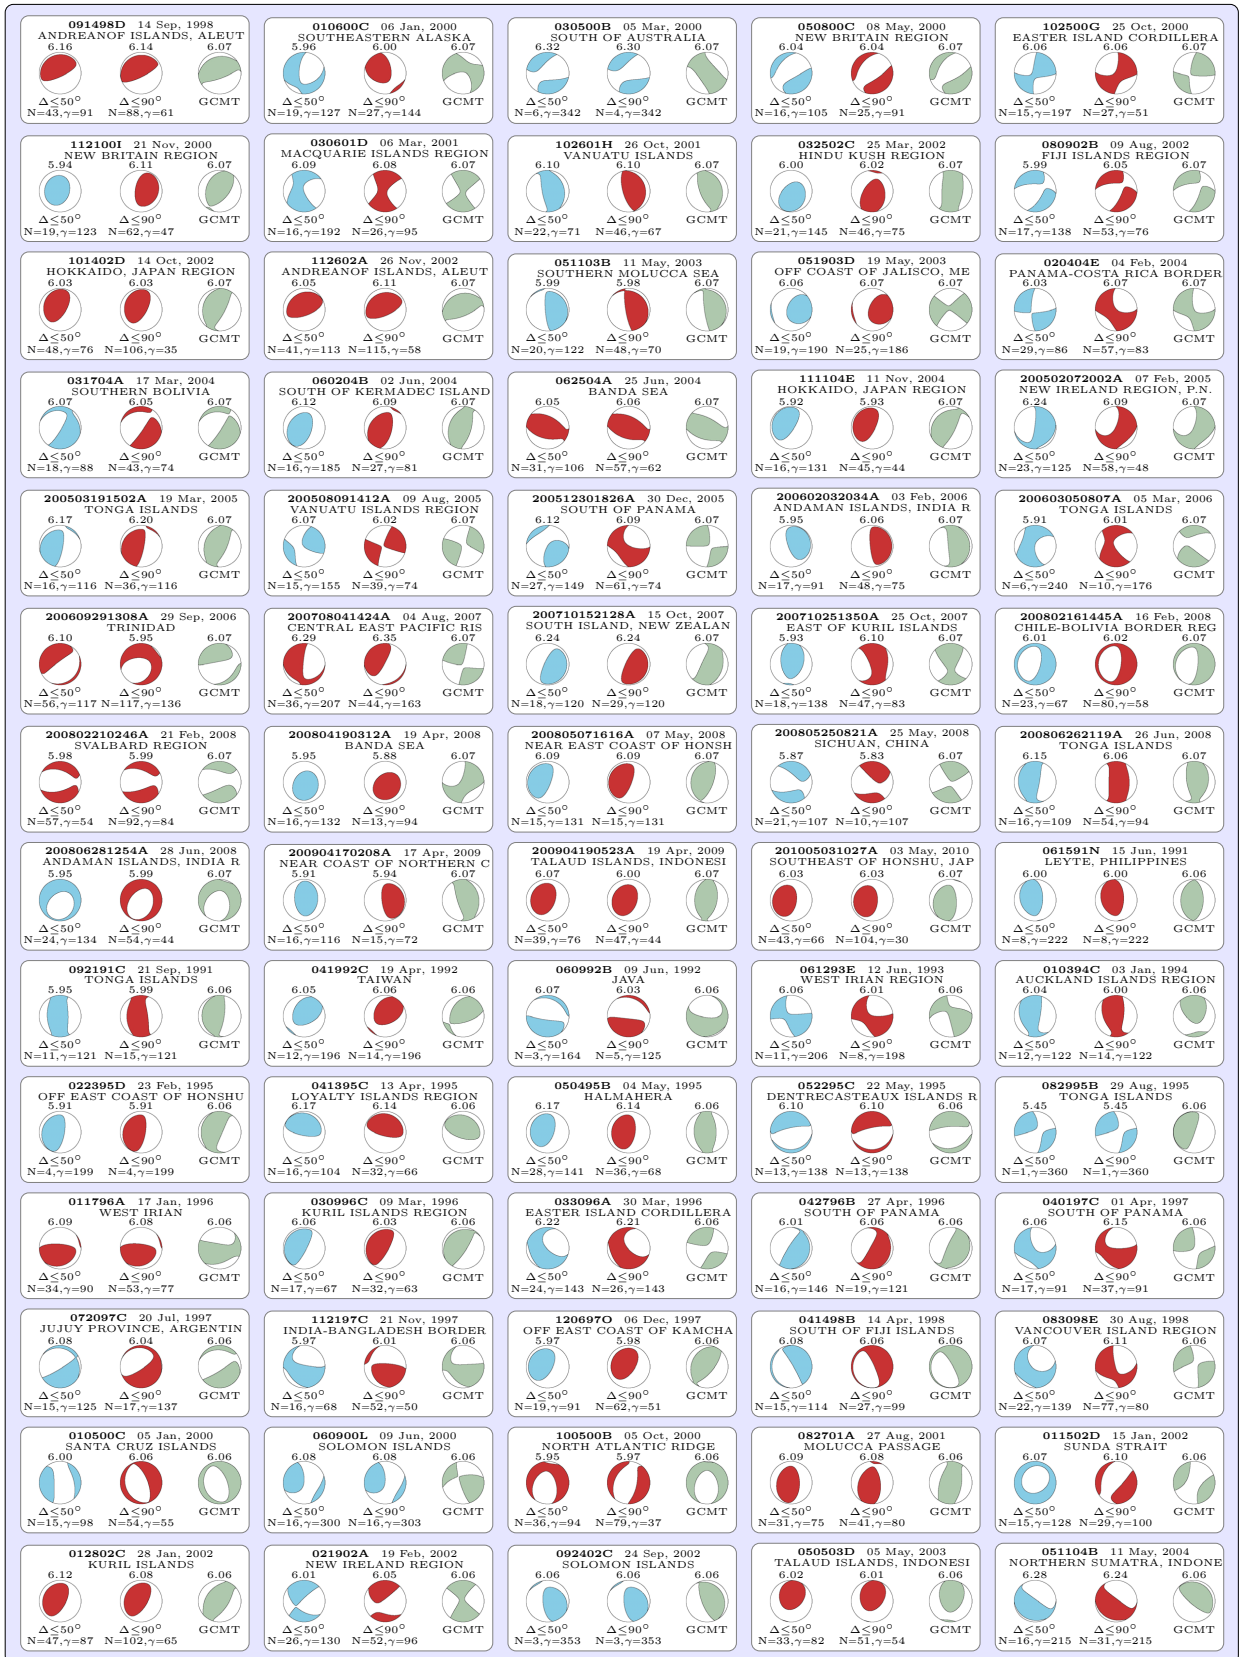 091498D 14 Sep, 1998
ANDREANOF ISLANDS, ALEUT
6.16 6.14 6.07
Δ≤50° Δ≤90° GCMT
N=43,γ=91 N=88,γ=61
010600C 06 Jan, 2000
SOUTHEASTERN ALASKA
5.96 6.00 6.07
Δ≤50° Δ≤90° GCMT
N=19,γ=127 N=27,γ=144
030500B 05 Mar, 2000
SOUTH OF AUSTRALIA
6.32 6.30 6.07
Δ≤50° Δ≤90° GCMT
N=6,γ=342 N=4,γ=342
050800C 08 May, 2000
NEW BRITAIN REGION
6.04 6.04 6.07
Δ≤50° Δ≤90° GCMT
N=16,γ=105 N=25,γ=91
102500G 25 Oct, 2000
EASTER ISLAND CORDILLERA
6.06 6.06 6.07
Δ≤50° Δ≤90° GCMT
N=15,γ=197 N=27,γ=51
112100I 21 Nov, 2000
NEW BRITAIN REGION
5.94 6.11 6.07
Δ≤50° Δ≤90° GCMT
N=19,γ=123 N=62,γ=47
030601D 06 Mar, 2001
MACQUARIE ISLANDS REGION
6.09 6.08 6.07
Δ≤50° Δ≤90° GCMT
N=16,γ=192 N=26,γ=95
102601H 26 Oct, 2001
VANUATU ISLANDS
6.10 6.10 6.07
Δ≤50° Δ≤90° GCMT
N=22,γ=71 N=46,γ=67
032502C 25 Mar, 2002
HINDU KUSH REGION
6.00 6.02 6.07
Δ≤50° Δ≤90° GCMT
N=21,γ=145 N=46,γ=75
080902B 09 Aug, 2002
FIJI ISLANDS REGION
5.99 6.05 6.07
Δ≤50° Δ≤90° GCMT
N=17,γ=138 N=53,γ=76
101402D 14 Oct, 2002
HOKKAIDO, JAPAN REGION
6.03 6.03 6.07
Δ≤50° Δ≤90° GCMT
N=48,γ=76 N=106,γ=35
112602A 26 Nov, 2002
ANDREANOF ISLANDS, ALEUT
6.05 6.11 6.07
Δ≤50° Δ≤90° GCMT
N=41,γ=113 N=115,γ=58
051103B 11 May, 2003
SOUTHERN MOLUCCA SEA
5.99 5.98 6.07
Δ≤50° Δ≤90° GCMT
N=20,γ=122 N=48,γ=70
051903D 19 May, 2003
OFF COAST OF JALISCO, ME
6.06 6.07 6.07
Δ≤50° Δ≤90° GCMT
N=19,γ=190 N=25,γ=186
020404E 04 Feb, 2004
PANAMA-COSTA RICA BORDER
6.03 6.07 6.07
Δ≤50° Δ≤90° GCMT
N=29,γ=86 N=57,γ=83
031704A 17 Mar, 2004
SOUTHERN BOLIVIA
6.07 6.05 6.07
Δ≤50° Δ≤90° GCMT
N=18,γ=88 N=43,γ=74
060204B 02 Jun, 2004
SOUTH OF KERMADEC ISLAND
6.12 6.09 6.07
Δ≤50° Δ≤90° GCMT
N=16,γ=185 N=27,γ=81
062504A 25 Jun, 2004
BANDA SEA
6.05 6.06 6.07
Δ≤50° Δ≤90° GCMT
N=31,γ=106 N=57,γ=62
111104E 11 Nov, 2004
HOKKAIDO, JAPAN REGION
5.92 5.93 6.07
Δ≤50° Δ≤90° GCMT
N=16,γ=131 N=45,γ=44
200502072002A 07 Feb, 2005
NEW IRELAND REGION, P.N.
6.24 6.09 6.07
Δ≤50° Δ≤90° GCMT
N=23,γ=125 N=58,γ=48
200503191502A 19 Mar, 2005
TONGA ISLANDS
6.17 6.20 6.07
Δ≤50° Δ≤90° GCMT
N=16,γ=116 N=36,γ=116
200508091412A 09 Aug, 2005
VANUATU ISLANDS REGION
6.07 6.02 6.07
Δ≤50° Δ≤90° GCMT
N=15,γ=155 N=39,γ=74
200512301826A 30 Dec, 2005
SOUTH OF PANAMA
6.12 6.09 6.07
Δ≤50° Δ≤90° GCMT
N=27,γ=149 N=61,γ=74
200602032034A 03 Feb, 2006
ANDAMAN ISLANDS, INDIA R
5.95 6.06 6.07
Δ≤50° Δ≤90° GCMT
N=17,γ=91 N=48,γ=75
200603050807A 05 Mar, 2006
TONGA ISLANDS
5.91 6.01 6.07
Δ≤50° Δ≤90° GCMT
N=6,γ=240 N=10,γ=176
200609291308A 29 Sep, 2006
TRINIDAD
6.10 5.95 6.07
Δ≤50° Δ≤90° GCMT
N=56,γ=117 N=117,γ=136
200708041424A 04 Aug, 2007
CENTRAL EAST PACIFIC RIS
6.29 6.35 6.07
Δ≤50° Δ≤90° GCMT
N=36,γ=207 N=44,γ=163
200710152128A 15 Oct, 2007
SOUTH ISLAND, NEW ZEALAN
6.24 6.24 6.07
Δ≤50° Δ≤90° GCMT
N=18,γ=120 N=29,γ=120
200710251350A 25 Oct, 2007
EAST OF KURIL ISLANDS
5.93 6.10 6.07
Δ≤50° Δ≤90° GCMT
N=18,γ=138 N=47,γ=83
200802161445A 16 Feb, 2008
CHILE-BOLIVIA BORDER REG
6.01 6.02 6.07
Δ≤50° Δ≤90° GCMT
N=23,γ=67 N=80,γ=58
200802210246A 21 Feb, 2008
SVALBARD REGION
5.98 5.99 6.07
Δ≤50° Δ≤90° GCMT
N=57,γ=54 N=92,γ=84
200804190312A 19 Apr, 2008
BANDA SEA
5.95 5.88 6.07
Δ≤50° Δ≤90° GCMT
N=16,γ=132 N=13,γ=94
200805071616A 07 May, 2008
NEAR EAST COAST OF HONSH
6.09 6.09 6.07
Δ≤50° Δ≤90° GCMT
N=15,γ=131 N=15,γ=131
200805250821A 25 May, 2008
SICHUAN, CHINA
5.87 5.83 6.07
Δ≤50° Δ≤90° GCMT
N=21,γ=107 N=10,γ=107
200806262119A 26 Jun, 2008
TONGA ISLANDS
6.15 6.06 6.07
Δ≤50° Δ≤90° GCMT
N=16,γ=109 N=54,γ=94
200806281254A 28 Jun, 2008
ANDAMAN ISLANDS, INDIA R
5.95 5.99 6.07
Δ≤50° Δ≤90° GCMT
N=24,γ=134 N=54,γ=44
200904170208A 17 Apr, 2009
NEAR COAST OF NORTHERN C
5.91 5.94 6.07
Δ≤50° Δ≤90° GCMT
N=16,γ=116 N=15,γ=72
200904190523A 19 Apr, 2009
TALAUD ISLANDS, INDONESI
6.07 6.00 6.07
Δ≤50° Δ≤90° GCMT
N=39,γ=76 N=47,γ=44
201005031027A 03 May, 2010
SOUTHEAST OF HONSHU, JAP
6.03 6.03 6.07
Δ≤50° Δ≤90° GCMT
N=43,γ=66 N=104,γ=30
061591N 15 Jun, 1991
LEYTE, PHILIPPINES
6.00 6.00 6.06
Δ≤50° Δ≤90° GCMT
N=8,γ=222 N=8,γ=222
092191C 21 Sep, 1991
TONGA ISLANDS
5.95 5.99 6.06
Δ≤50° Δ≤90° GCMT
N=11,γ=121 N=15,γ=121
041992C 19 Apr, 1992
TAIWAN
6.05 6.06 6.06
Δ≤50° Δ≤90° GCMT
N=12,γ=196 N=14,γ=196
060992B 09 Jun, 1992
JAVA
6.07 6.03 6.06
Δ≤50° Δ≤90° GCMT
N=3,γ=164 N=5,γ=125
061293E 12 Jun, 1993
WEST IRIAN REGION
6.06 6.01 6.06
Δ≤50° Δ≤90° GCMT
N=11,γ=206 N=8,γ=198
010394C 03 Jan, 1994
AUCKLAND ISLANDS REGION
6.04 6.00 6.06
Δ≤50° Δ≤90° GCMT
N=12,γ=122 N=14,γ=122
022395D 23 Feb, 1995
OFF EAST COAST OF HONSHU
5.91 5.91 6.06
Δ≤50° Δ≤90° GCMT
N=4,γ=199 N=4,γ=199
041395C 13 Apr, 1995
LOYALTY ISLANDS REGION
6.17 6.14 6.06
Δ≤50° Δ≤90° GCMT
N=16,γ=104 N=32,γ=66
050495B 04 May, 1995
HALMAHERA
6.17 6.14 6.06
Δ≤50° Δ≤90° GCMT
N=28,γ=141 N=36,γ=68
052295C 22 May, 1995
DENTRECASTEAUX ISLANDS R
6.10 6.10 6.06
Δ≤50° Δ≤90° GCMT
N=13,γ=138 N=13,γ=138
082995B 29 Aug, 1995
TONGA ISLANDS
5.45 5.45 6.06
Δ≤50° Δ≤90° GCMT
N=1,γ=360 N=1,γ=360
011796A 17 Jan, 1996
WEST IRIAN
6.09 6.08 6.06
Δ≤50° Δ≤90° GCMT
N=34,γ=90 N=53,γ=77
030996C 09 Mar, 1996
KURIL ISLANDS REGION
6.06 6.03 6.06
Δ≤50° Δ≤90° GCMT
N=17,γ=67 N=32,γ=63
033096A 30 Mar, 1996
EASTER ISLAND CORDILLERA
6.22 6.21 6.06
Δ≤50° Δ≤90° GCMT
N=24,γ=143 N=26,γ=143
042796B 27 Apr, 1996
SOUTH OF PANAMA
6.01 6.06 6.06
Δ≤50° Δ≤90° GCMT
N=16,γ=146 N=19,γ=121
040197C 01 Apr, 1997
SOUTH OF PANAMA
6.06 6.15 6.06
Δ≤50° Δ≤90° GCMT
N=17,γ=91 N=37,γ=91
072097C 20 Jul, 1997
JUJUY PROVINCE, ARGENTIN
6.08 6.04 6.06
Δ≤50° Δ≤90° GCMT
N=15,γ=125 N=17,γ=137
112197C 21 Nov, 1997
INDIA-BANGLADESH BORDER
5.97 6.01 6.06
Δ≤50° Δ≤90° GCMT
N=16,γ=68 N=52,γ=50
120697O 06 Dec, 1997
OFF EAST COAST OF KAMCHA
5.97 5.98 6.06
Δ≤50° Δ≤90° GCMT
N=19,γ=91 N=62,γ=51
041498B 14 Apr, 1998
SOUTH OF FIJI ISLANDS
6.08 6.06 6.06
Δ≤50° Δ≤90° GCMT
N=15,γ=114 N=27,γ=99
083098E 30 Aug, 1998
VANCOUVER ISLAND REGION
6.07 6.11 6.06
Δ≤50° Δ≤90° GCMT
N=22,γ=139 N=77,γ=80
010500C 05 Jan, 2000
SANTA CRUZ ISLANDS
6.00 6.06 6.06
Δ≤50° Δ≤90° GCMT
N=15,γ=98 N=54,γ=55
060900L 09 Jun, 2000
SOLOMON ISLANDS
6.08 6.08 6.06
Δ≤50° Δ≤90° GCMT
N=16,γ=300 N=16,γ=303
100500B 05 Oct, 2000
NORTH ATLANTIC RIDGE
5.95 5.97 6.06
Δ≤50° Δ≤90° GCMT
N=36,γ=94 N=79,γ=37
082701A 27 Aug, 2001
MOLUCCA PASSAGE
6.09 6.08 6.06
Δ≤50° Δ≤90° GCMT
N=31,γ=75 N=41,γ=80
011502D 15 Jan, 2002
SUNDA STRAIT
6.07 6.10 6.06
Δ≤50° Δ≤90° GCMT
N=15,γ=128 N=29,γ=100
012802C 28 Jan, 2002
KURIL ISLANDS
6.12 6.08 6.06
Δ≤50° Δ≤90° GCMT
N=47,γ=87 N=102,γ=65
021902A 19 Feb, 2002
NEW IRELAND REGION
6.01 6.05 6.06
Δ≤50° Δ≤90° GCMT
N=26,γ=130 N=52,γ=96
092402C 24 Sep, 2002
SOLOMON ISLANDS
6.06 6.06 6.06
Δ≤50° Δ≤90° GCMT
N=3,γ=353 N=3,γ=353
050503D 05 May, 2003
TALAUD ISLANDS, INDONESI
6.02 6.01 6.06
Δ≤50° Δ≤90° GCMT
N=33,γ=82 N=51,γ=54
051104B 11 May, 2004
NORTHERN SUMATRA, INDONE
6.28 6.24 6.06
Δ≤50° Δ≤90° GCMT
N=16,γ=215 N=31,γ=215